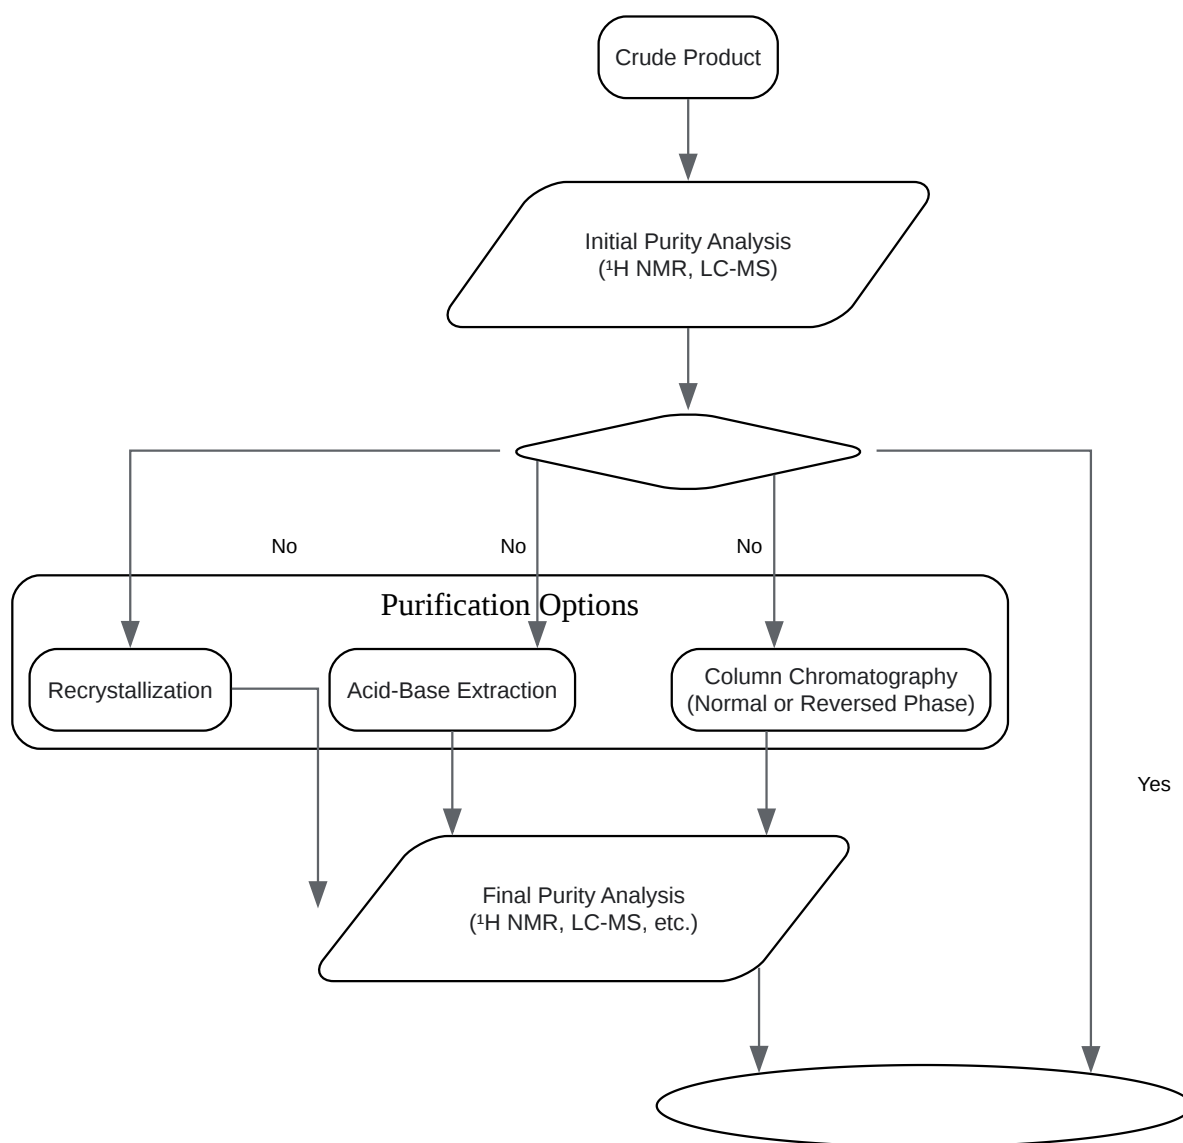 Crude Product
Initial Purity Analysis
(¹H NMR, LC-MS)
No
No
No
Purification Options
Recrystallization
Acid-Base Extraction
Column Chromatography
(Normal or Reversed Phase)
Yes
Final Purity Analysis
(¹H NMR, LC-MS, etc.)